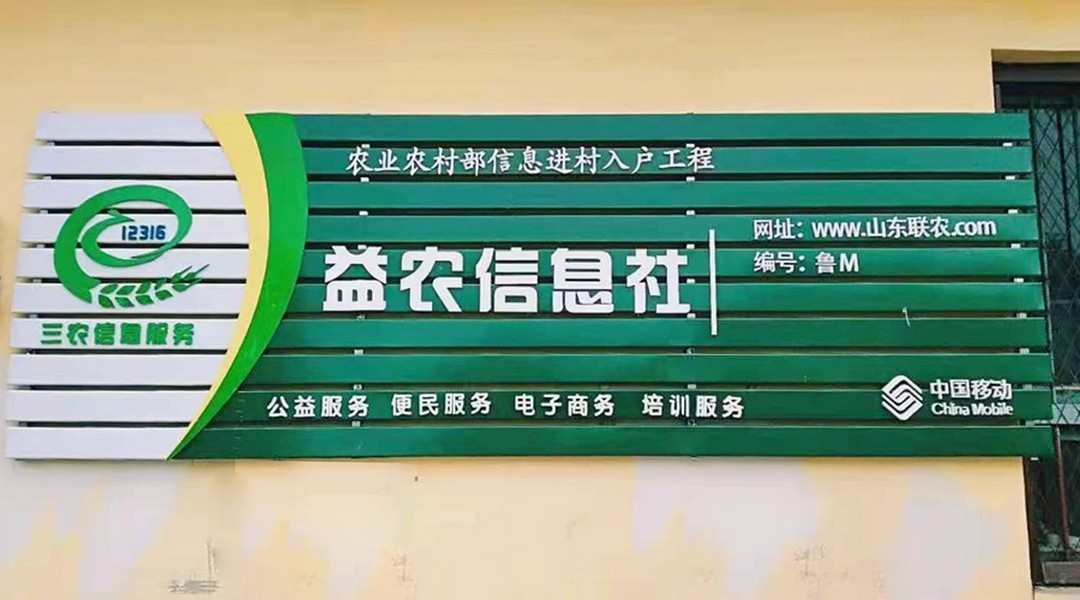 农业农村部信息进村入户工程
12316
三农信息服务
益农信息社
网址：www.山东联农.com
编号：鲁M
公益服务 便民服务 电子商务 培训服务
中国移动
China Mobile